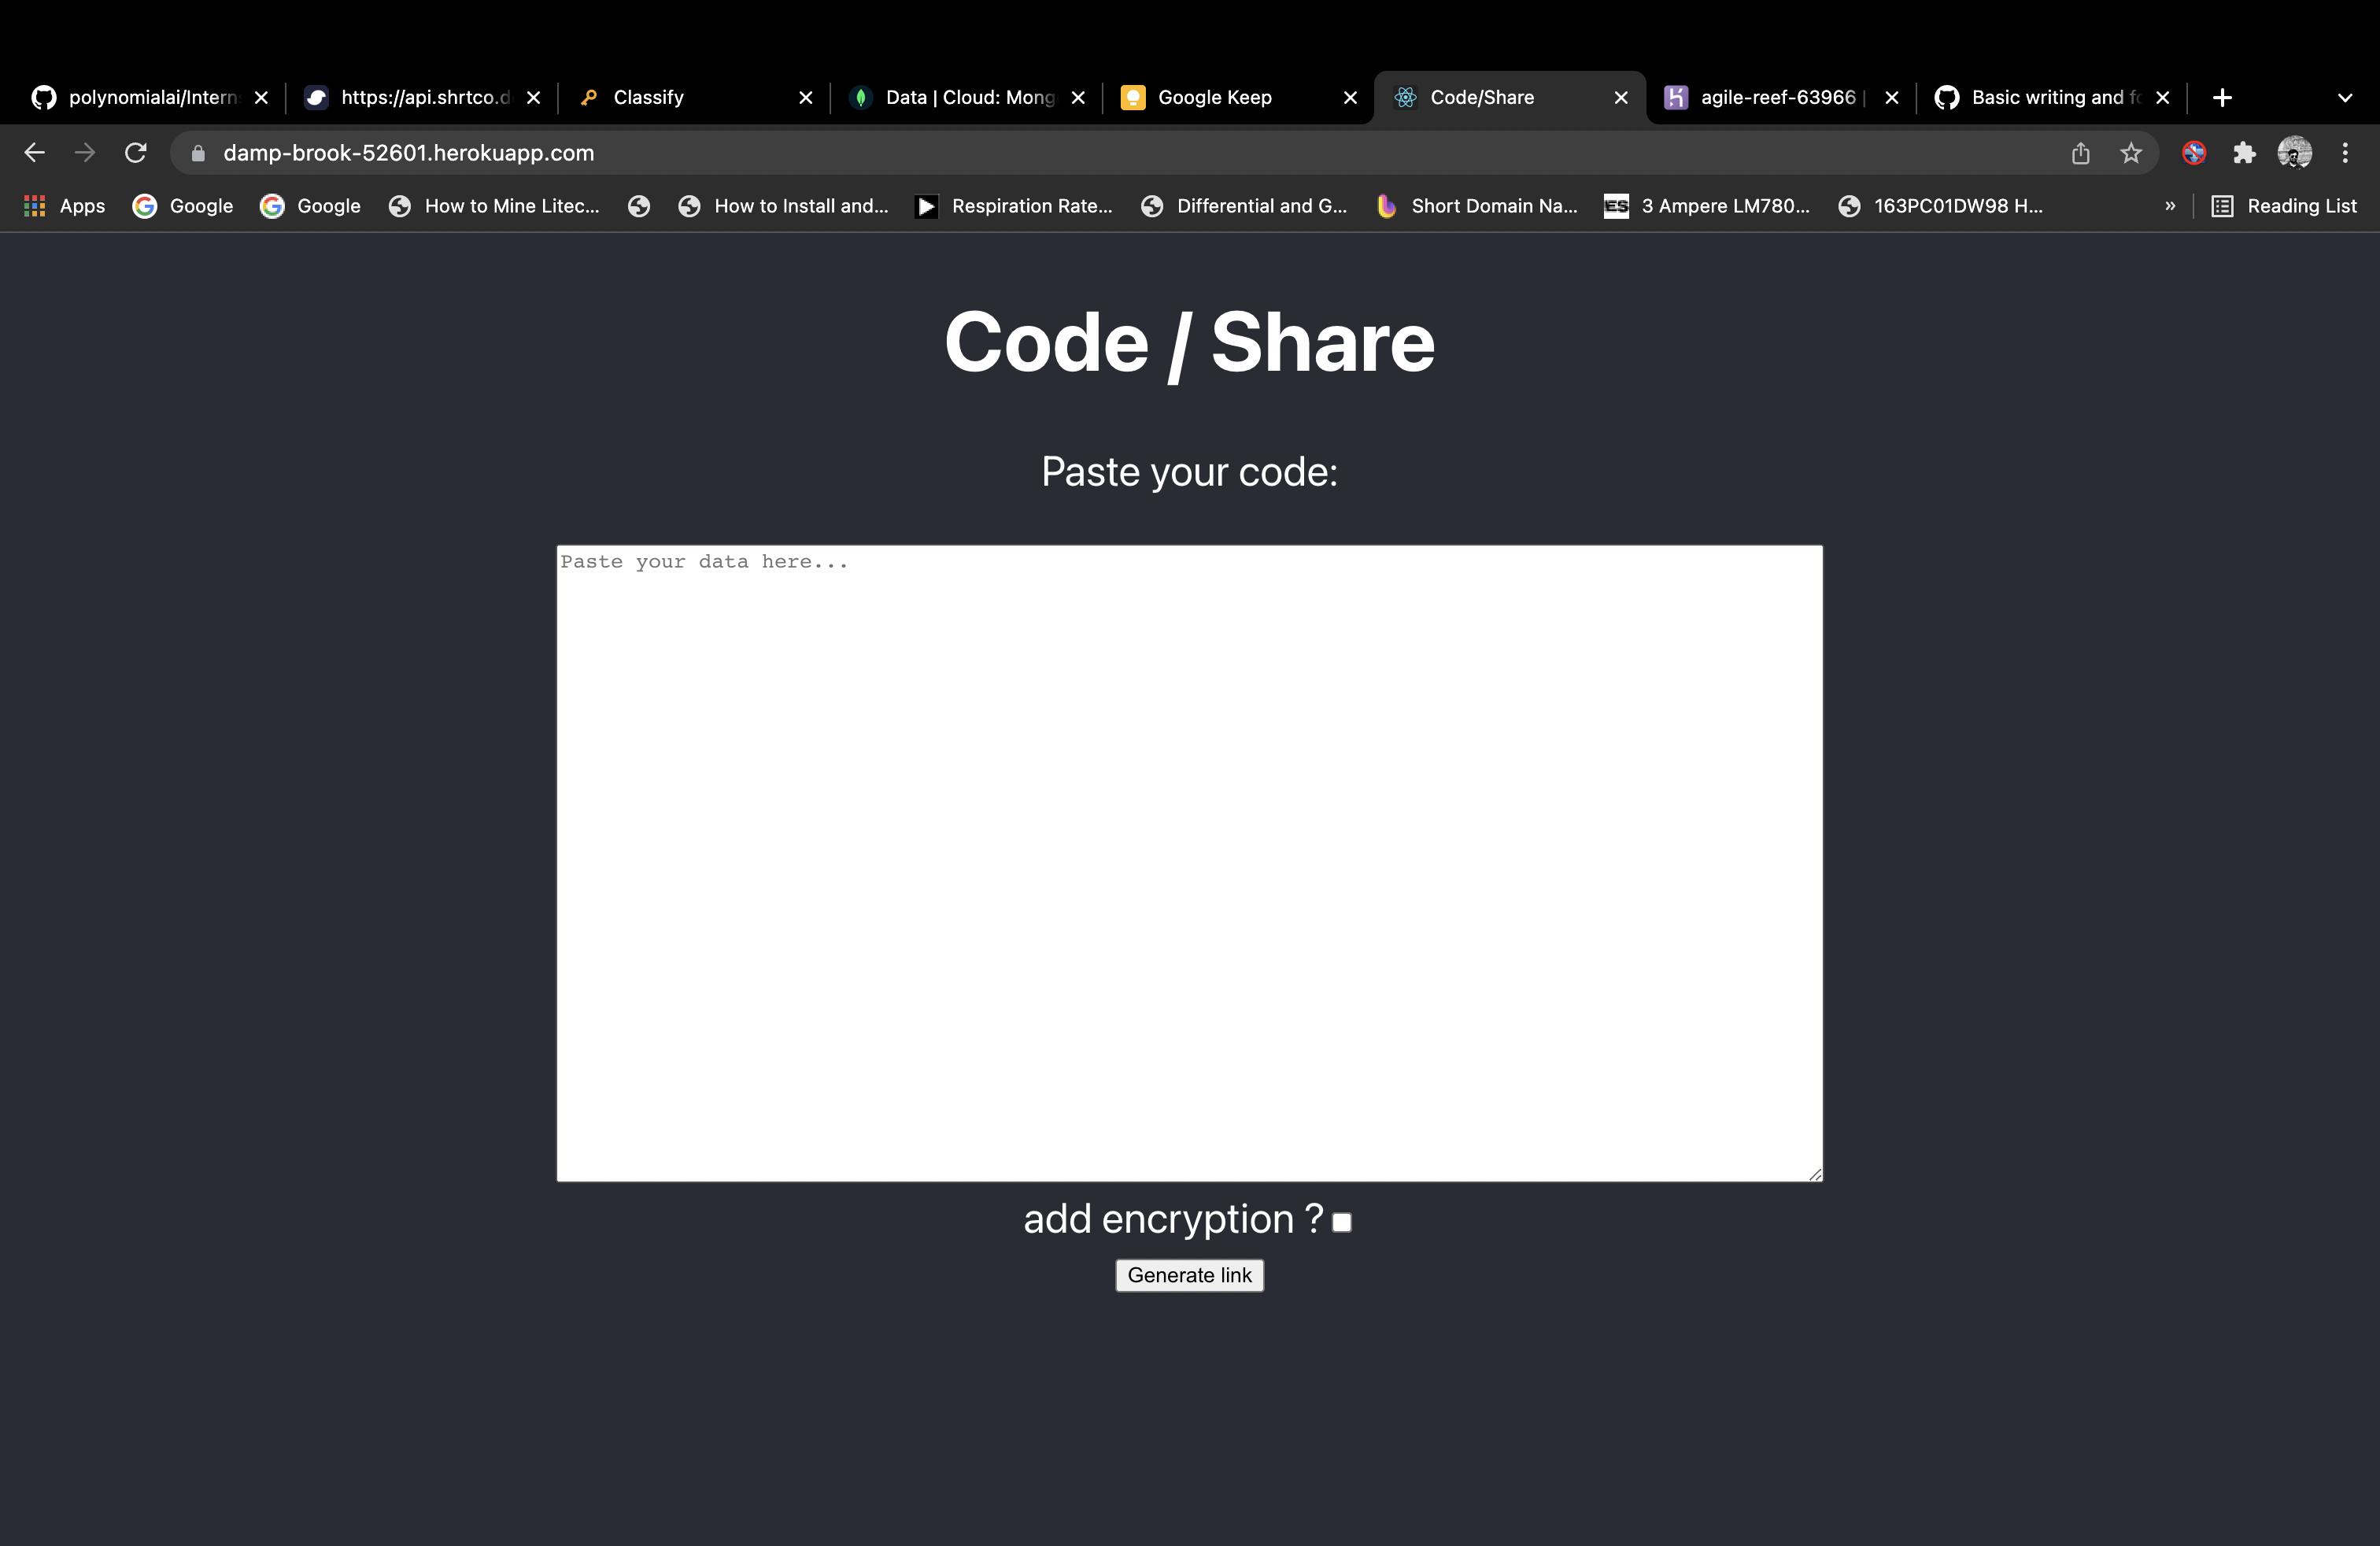 polynomialai/Intern
https://api.shrtco.d
Classify
Data | Cloud: Mong
Google Keep
Code/Share
agile-reef-63966 |
Basic writing and fo
damp-brook-52601.herokuapp.com
Apps
Google
Google
How to Mine Litec...
How to Install and...
Respiration Rate...
Differential and G...
Short Domain Na...
ES
3 Ampere LM780...
163PC01DW98 H...
»
Reading List
Code / Share
Paste your code:
Paste your data here...
add encryption ?
Generate link